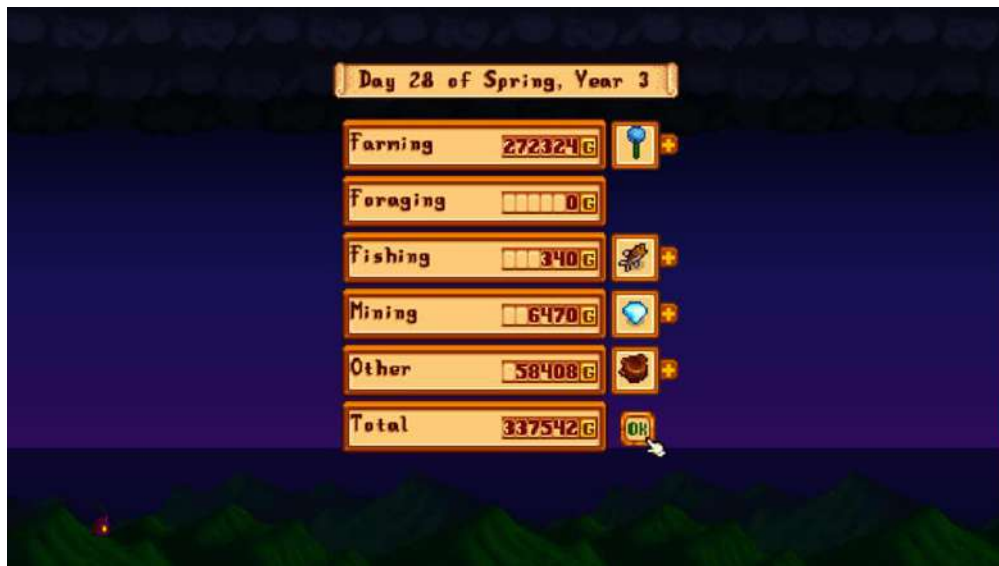 Day 28 of Spring, Year 3
Farming 272324G
Foraging 0G
Fishing 340G
Mining 6470G
Other 58408G
Total 337542G OK